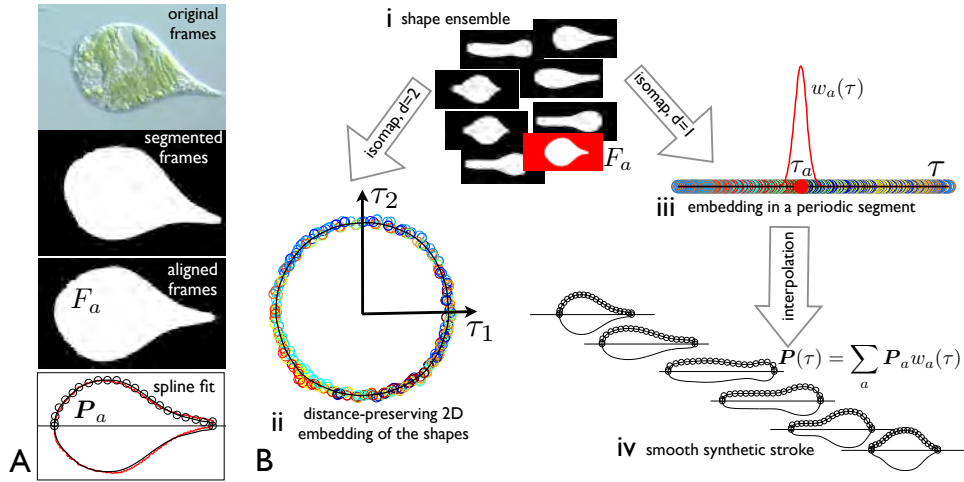 original
frames
segmented
frames
aligned
frames
F_a
spline fit
P_a
A
i shape ensemble
isomap, d=2
isomap, d=1
F_a
τ_2
τ_1
ii distance-preserving 2D
embedding of the shapes
B
w_a(τ)
τ_a
τ
iii embedding in a periodic segment
interpolation
P(τ) = ∑_a P_a w_a(τ)
iv smooth synthetic stroke